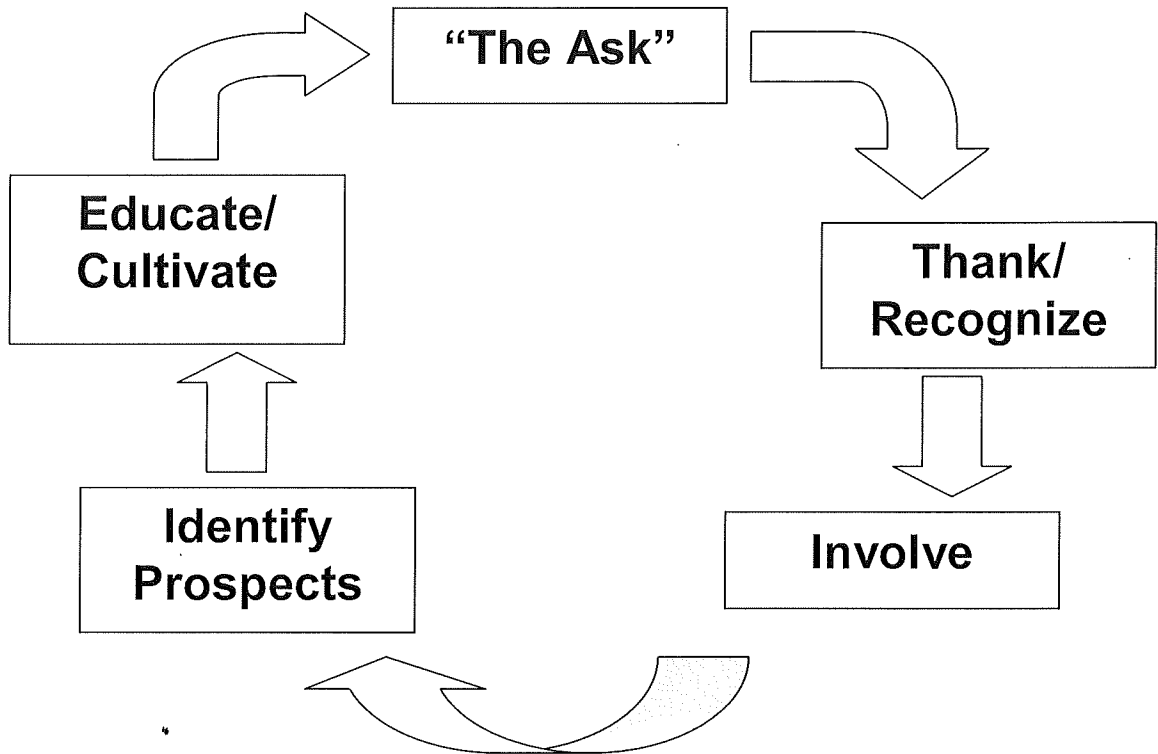 “The Ask”
Educate/
Cultivate
Thank/
Recognize
Identify
Prospects
Involve